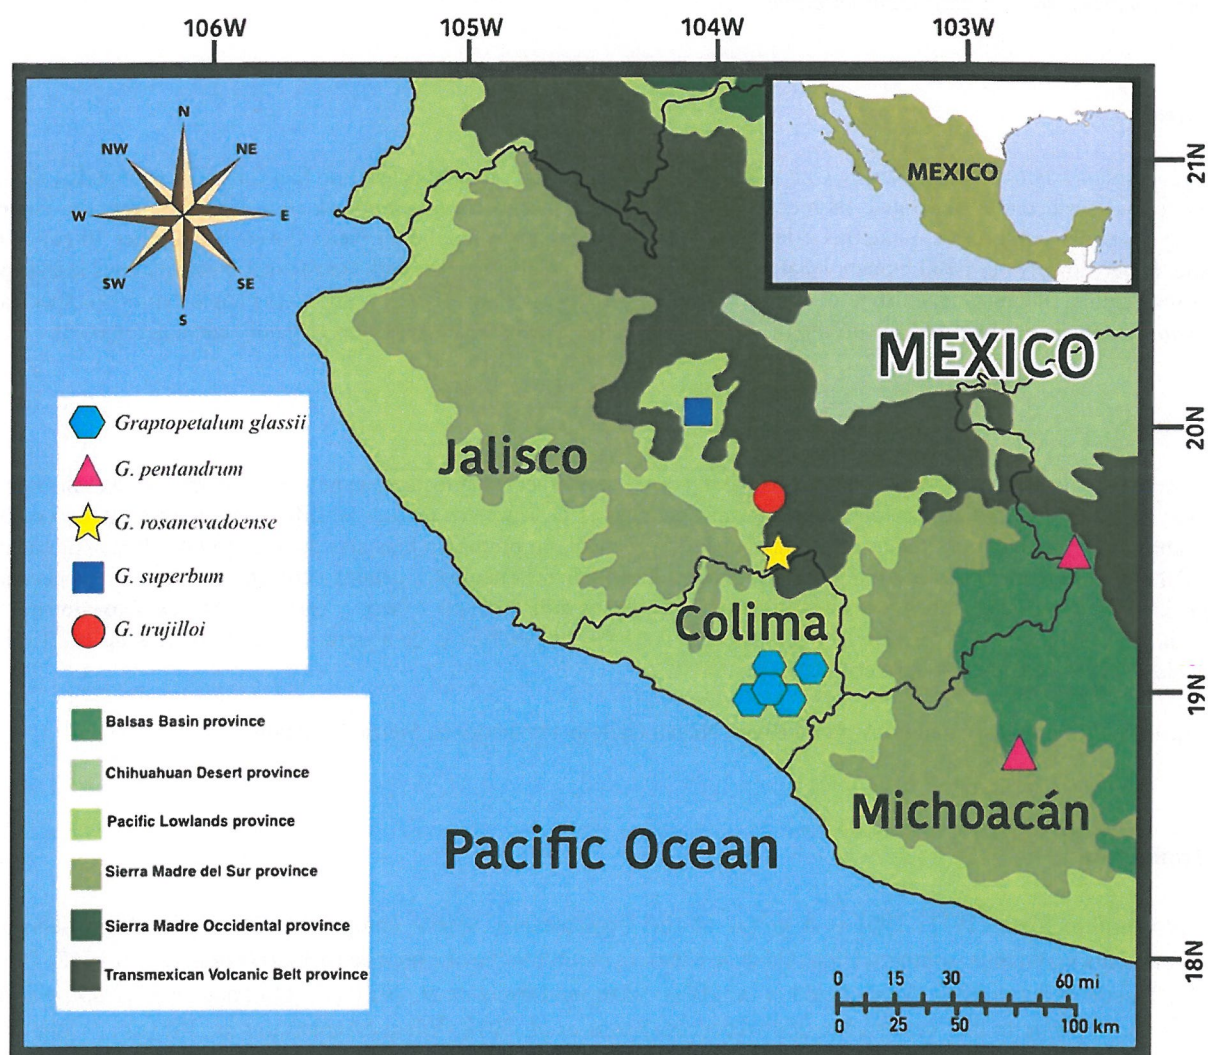 106W 105W 104W 103W
N
NW NE
W E
SW SE
S
MEXICO
21N
MEXICO
20N
Graptopetalum glassii
G. pentandrum
G. rosanevadoense
G. superbum
G. trujilloi
Jalisco
Colima
19N
Balsas Basin province
Chihuahuan Desert province
Pacific Lowlands province
Sierra Madre del Sur province
Sierra Madre Occidental province
Transmexican Volcanic Belt province
Michoacán
Pacific Ocean
18N
0 15 30 60 mi
0 25 50 100 km